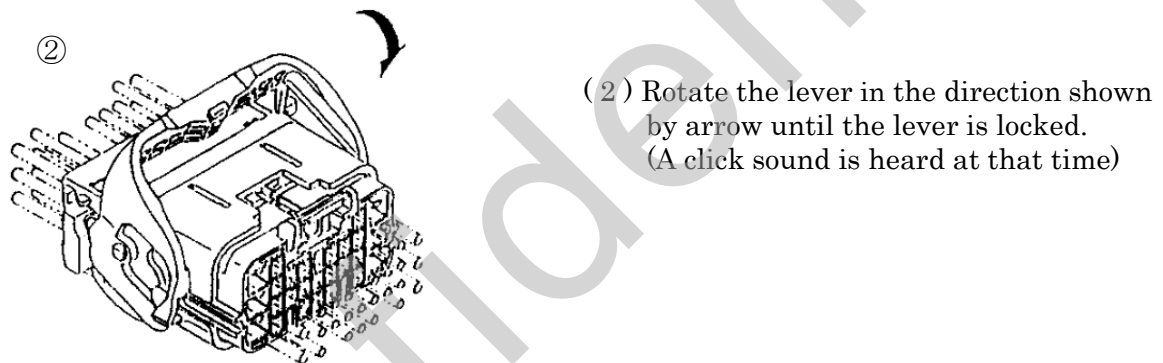 ②
( 2 ) Rotate the lever in the direction shown
by arrow until the lever is locked.
(A click sound is heard at that time)